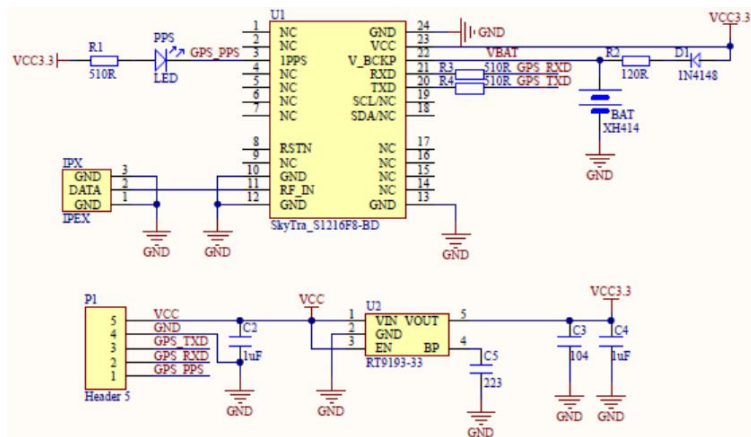 U1
1 NC GND 24 GND
2 NC VCC 23 VCC3.3
VCC3.3 R1 510R PPS LED GPS_PPS 3 1PPS V_BCKP 22 VBAT R2 120R D1 1N4148
4 NC RXD 21 R3 510R GPS_RXD
5 NC TXD 20 R4 510R GPS_TXD
6 NC SCL/NC 19
7 NC SDA/NC 18
BAT
XH414
GND
8 RSTN NC 17
9 NC NC 16
10 GND NC 15
11 RF_IN NC 14
12 GND GND 13
SkyTra_S1216F8-BD
IPX
GND 3
DATA 2
GND 1
IPEX
GND
GND
GND
P1
5 VCC
4 GND
3 GPS_TXD
2 GPS_RXD
1 GPS_PPS
Header 5
C2
1uF
GND
VCC
U2
1 VIN VOUT 5
2 GND
3 EN BP 4
RT9193-33
GND
C5
223
GND
VCC3.3
C3
104
GND
C4
1uF
GND